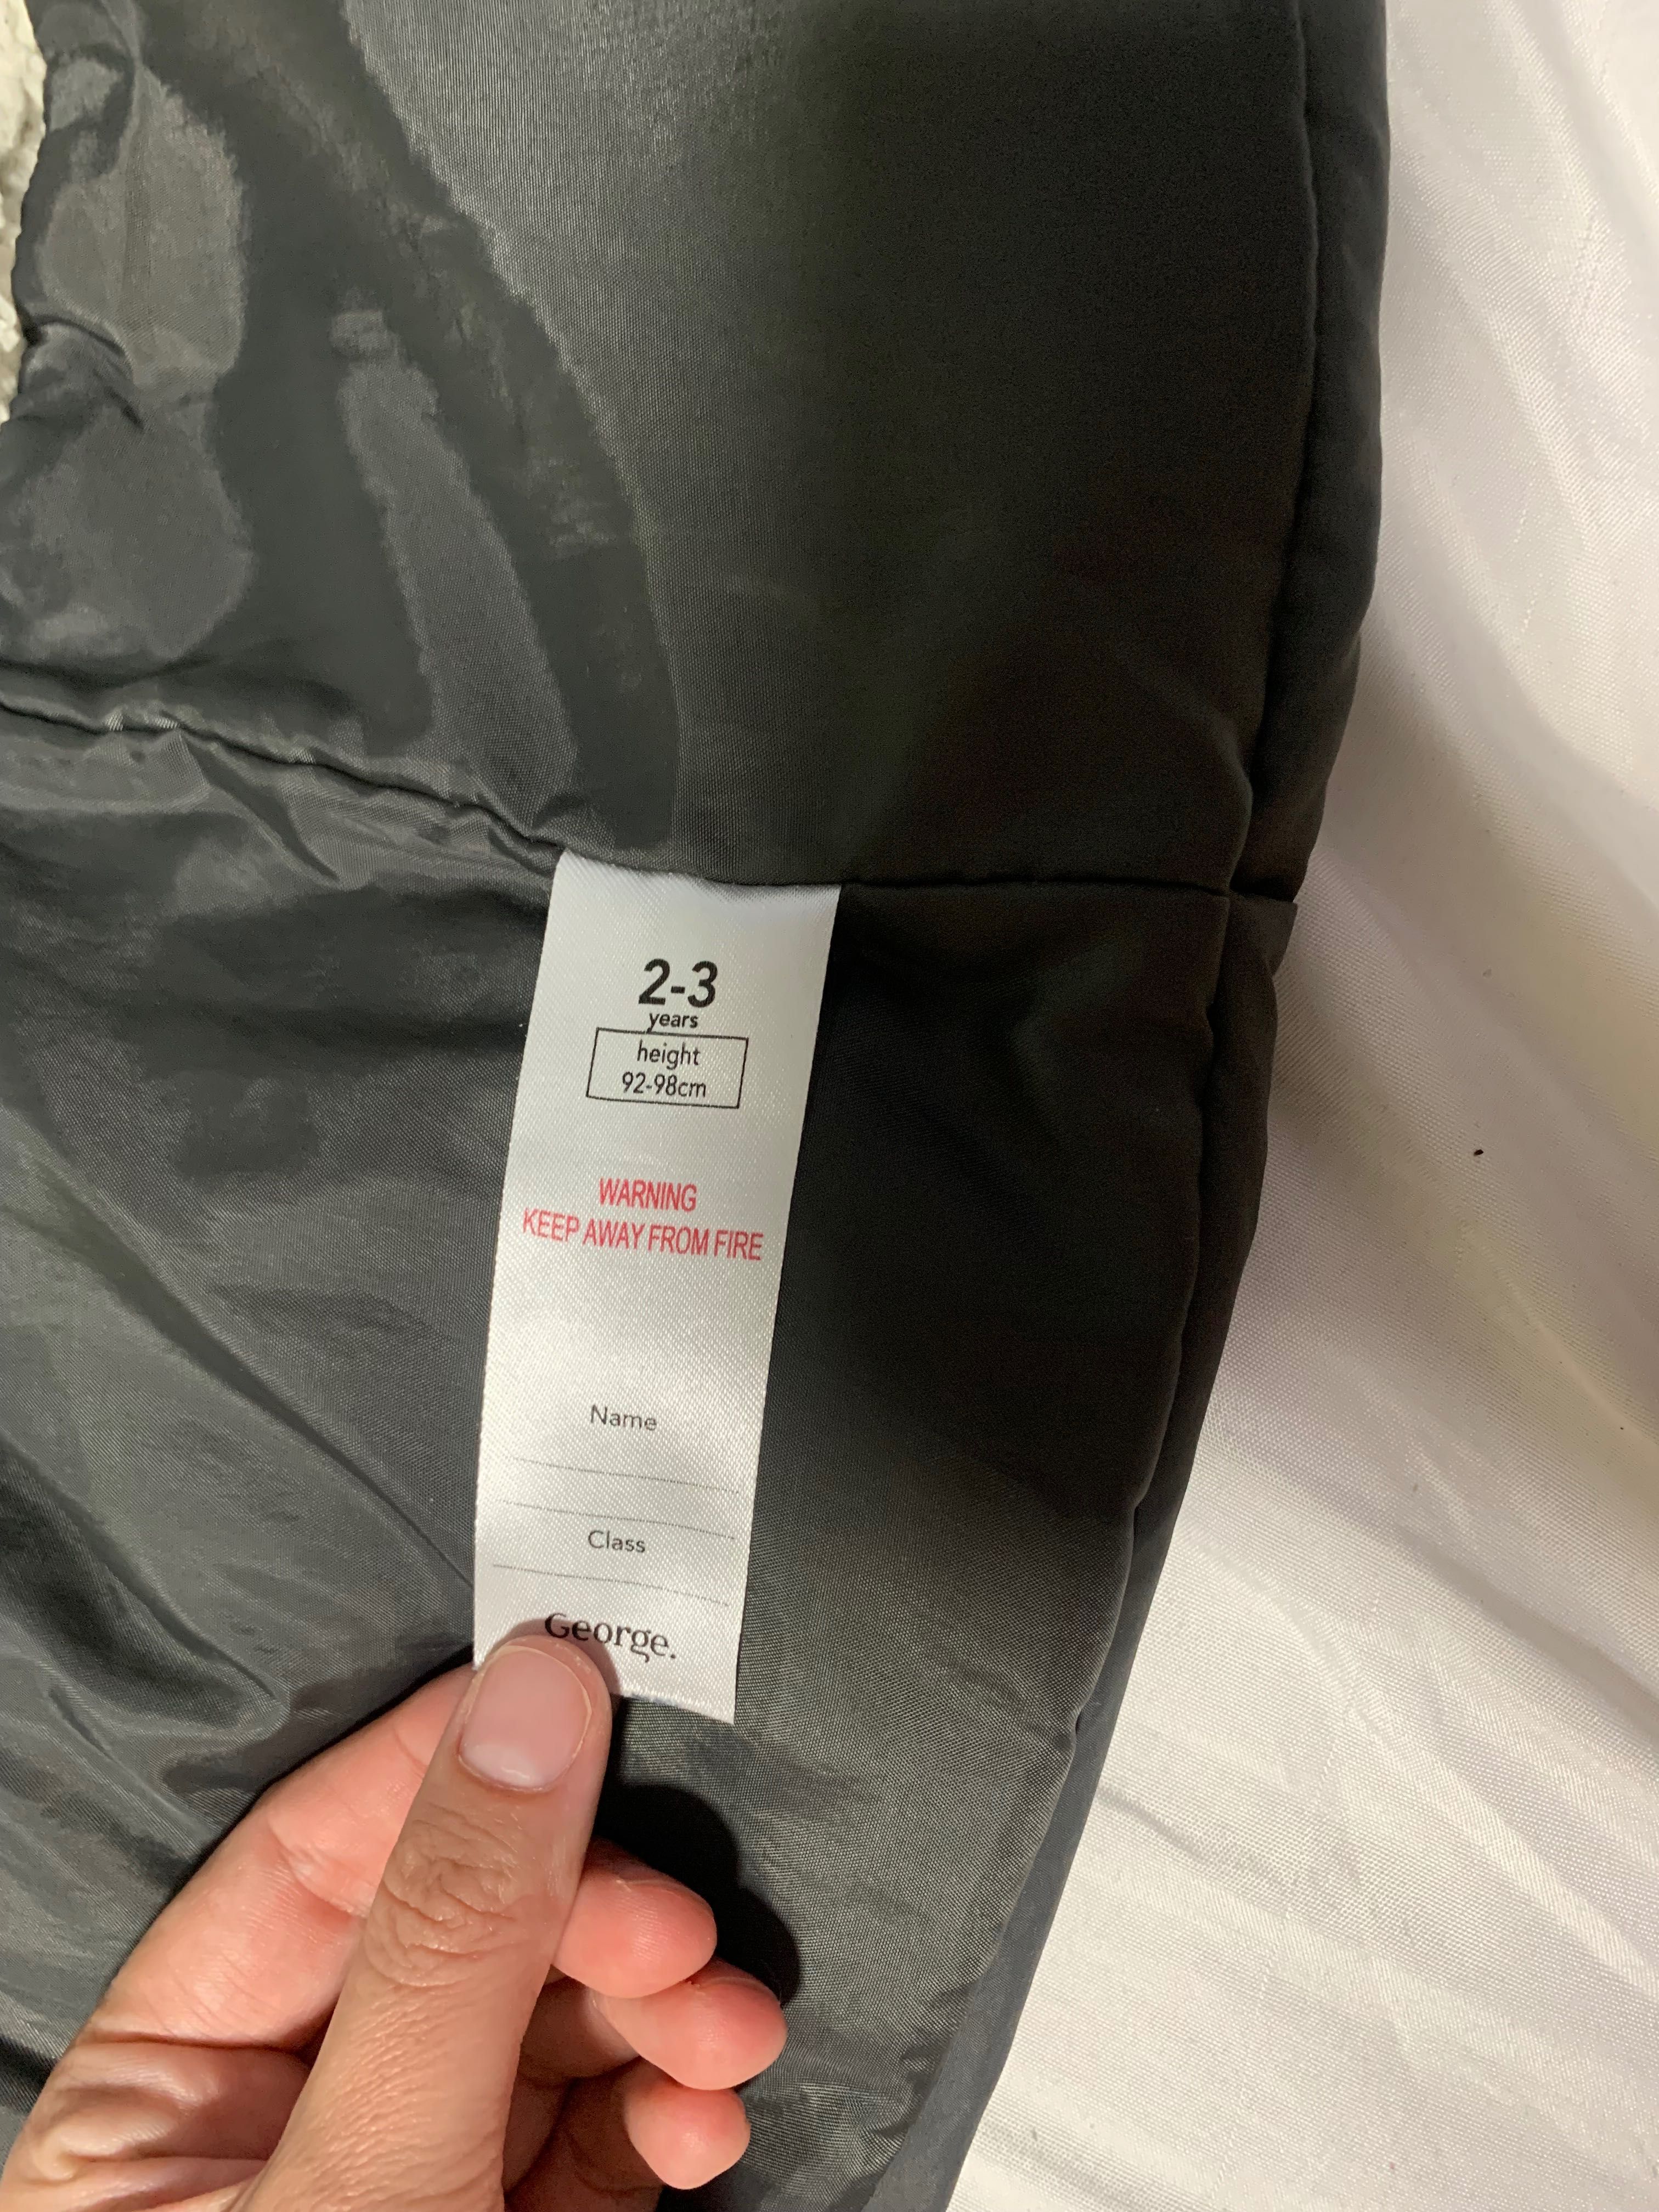 2-3
years
height
92-98cm
WARNING
KEEP AWAY FROM FIRE
Name
Class
George.